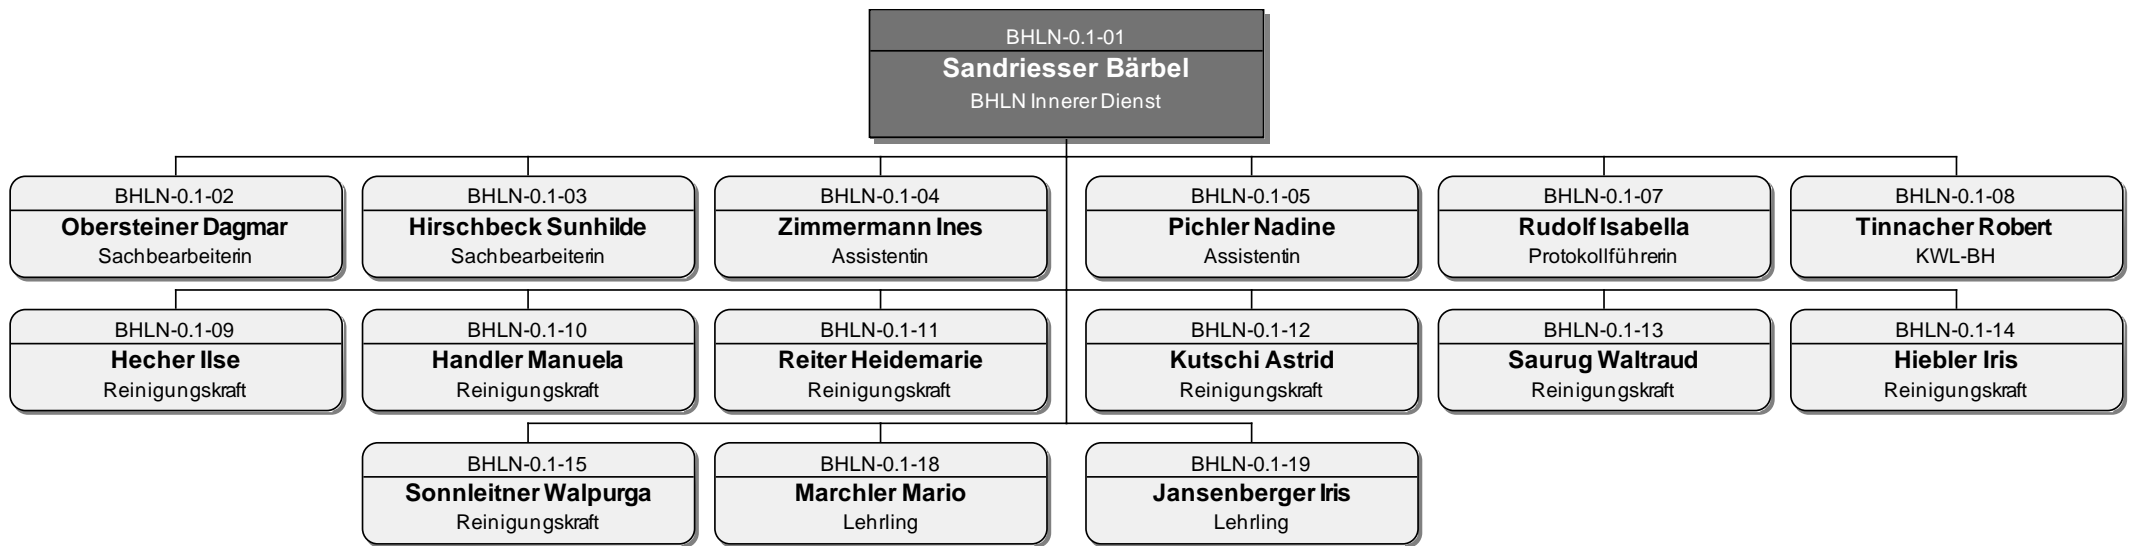 BHLN-0.1-01
Sandriesser Bärbel
BHLN Innerer Dienst
BHLN-0.1-02
Obersteiner Dagmar
Sachbearbeiterin
BHLN-0.1-03
Hirschbeck Sunhilde
Sachbearbeiterin
BHLN-0.1-04
Zimmermann Ines
Assistentin
BHLN-0.1-05
Pichler Nadine
Assistentin
BHLN-0.1-07
Rudolf Isabella
Protokollführerin
BHLN-0.1-08
Tinnacher Robert
KWL-BH
BHLN-0.1-09
Hecher Ilse
Reinigungskraft
BHLN-0.1-10
Handler Manuela
Reinigungskraft
BHLN-0.1-11
Reiter Heidemarie
Reinigungskraft
BHLN-0.1-12
Kutschi Astrid
Reinigungskraft
BHLN-0.1-13
Saurug Waltraud
Reinigungskraft
BHLN-0.1-14
Hiebler Iris
Reinigungskraft
BHLN-0.1-15
Sonnleitner Walpurga
Reinigungskraft
BHLN-0.1-18
Marchler Mario
Lehrling
BHLN-0.1-19
Jansenberger Iris
Lehrling